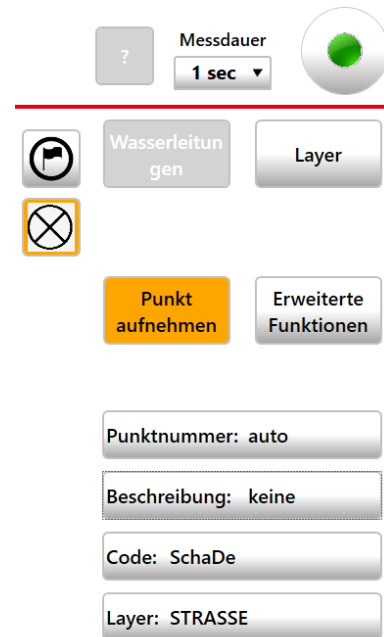 Messdauer
?
1 sec
Wasserleitun
gen
Layer
Punkt
aufnehmen
Erweiterte
Funktionen
Punktnummer: auto
Beschreibung: keine
Code: SchaDe
Layer: STRASSE